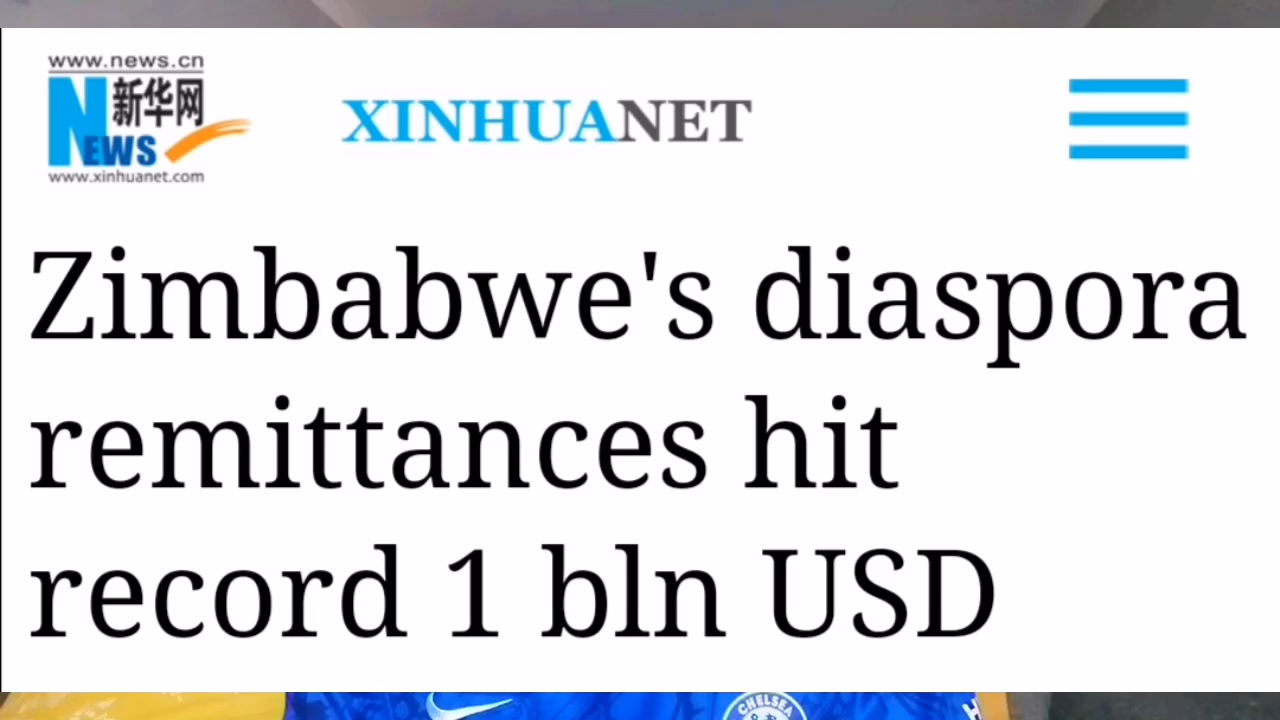 www.news.cn
新华网
NEWS
www.xinhuanet.com
XINHUANET
Zimbabwe's diaspora
remittances hit
record 1 bln USD
CHELSEA